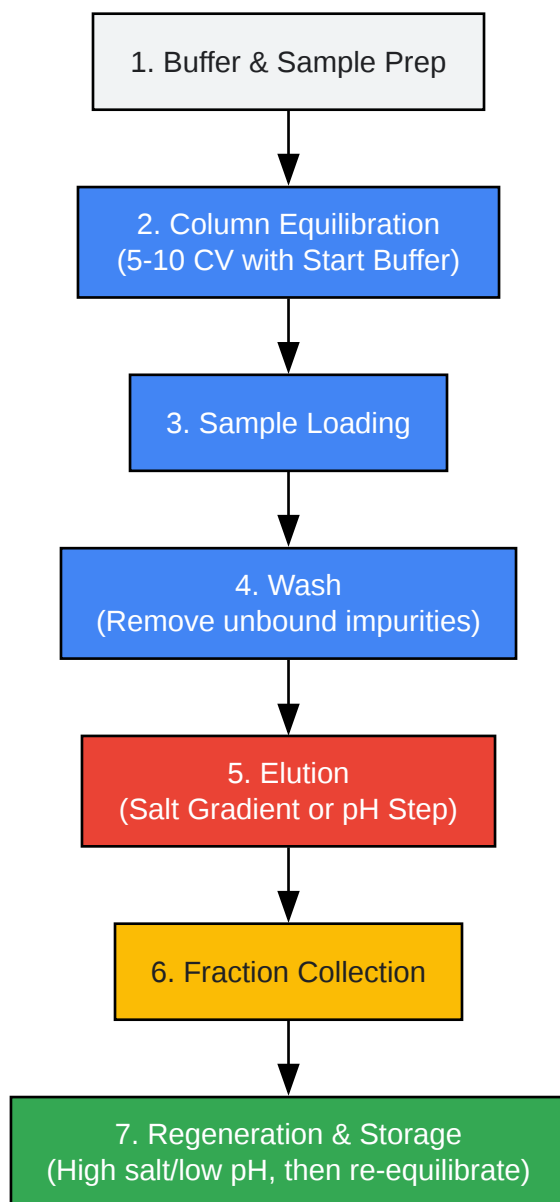 1. Buffer & Sample Prep
2. Column Equilibration
(5-10 CV with Start Buffer)
3. Sample Loading
4. Wash
(Remove unbound impurities)
5. Elution
(Salt Gradient or pH Step)
6. Fraction Collection
7. Regeneration & Storage
(High salt/low pH, then re-equilibrate)